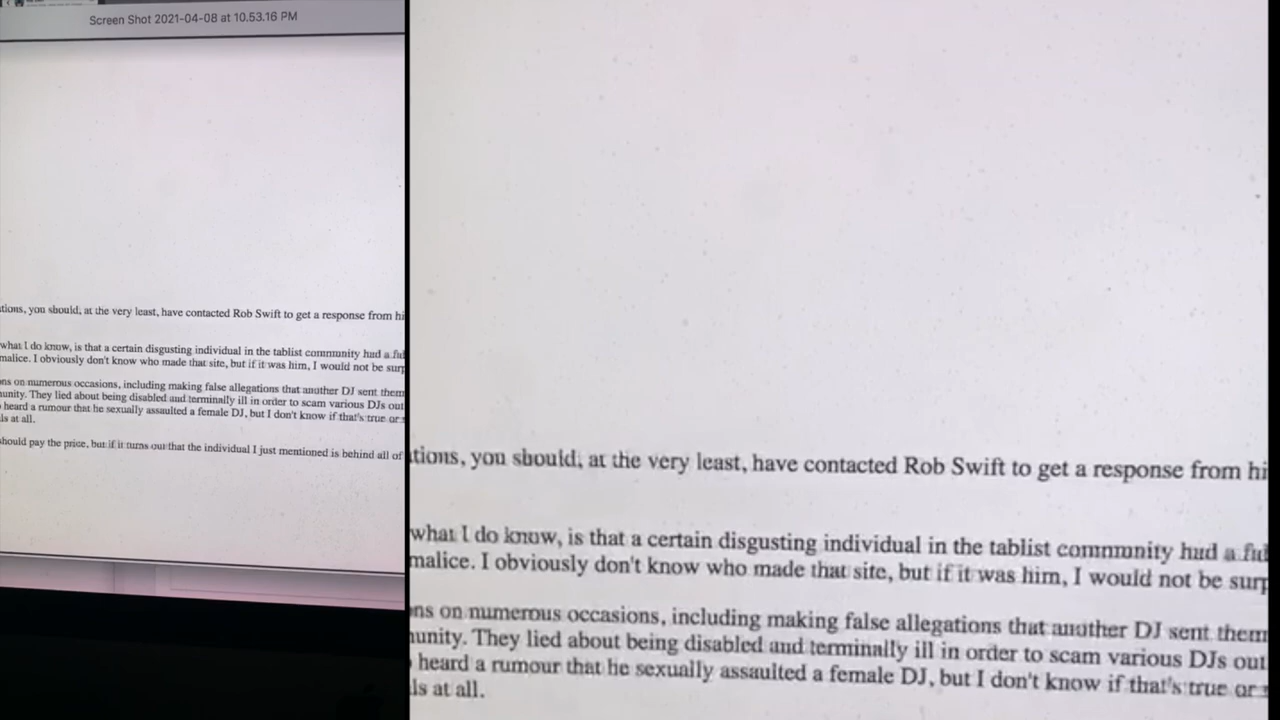 Screen Shot 2021-04-08 at 10.53.16 PM
tions, you should, at the very least, have contacted Rob Swift to get a response from hi
what I do know, is that a certain disgusting individual in the tablist community had a
malice. I obviously don't know who made that site, but if it was him, I would not be surp
ns on numerous occasions, including making false allegations that another DJ sent them
unity. They lied about being disabled and terminally ill in order to scam various DJs out
heard a rumour that he sexually assaulted a female DJ, but I don't know if that's true or
ls at all.
should pay the price, but if it turns out that the individual I just mentioned is behind all of
tions, you should, at the very least, have contacted Rob Swift to get a response from hi
what I do know, is that a certain disgusting individual in the tablist community had a
malice. I obviously don't know who made that site, but if it was him, I would not be surp
ns on numerous occasions, including making false allegations that another DJ sent them
unity. They lied about being disabled and terminally ill in order to scam various DJs out
heard a rumour that he sexually assaulted a female DJ, but I don't know if that's true or
ls at all.